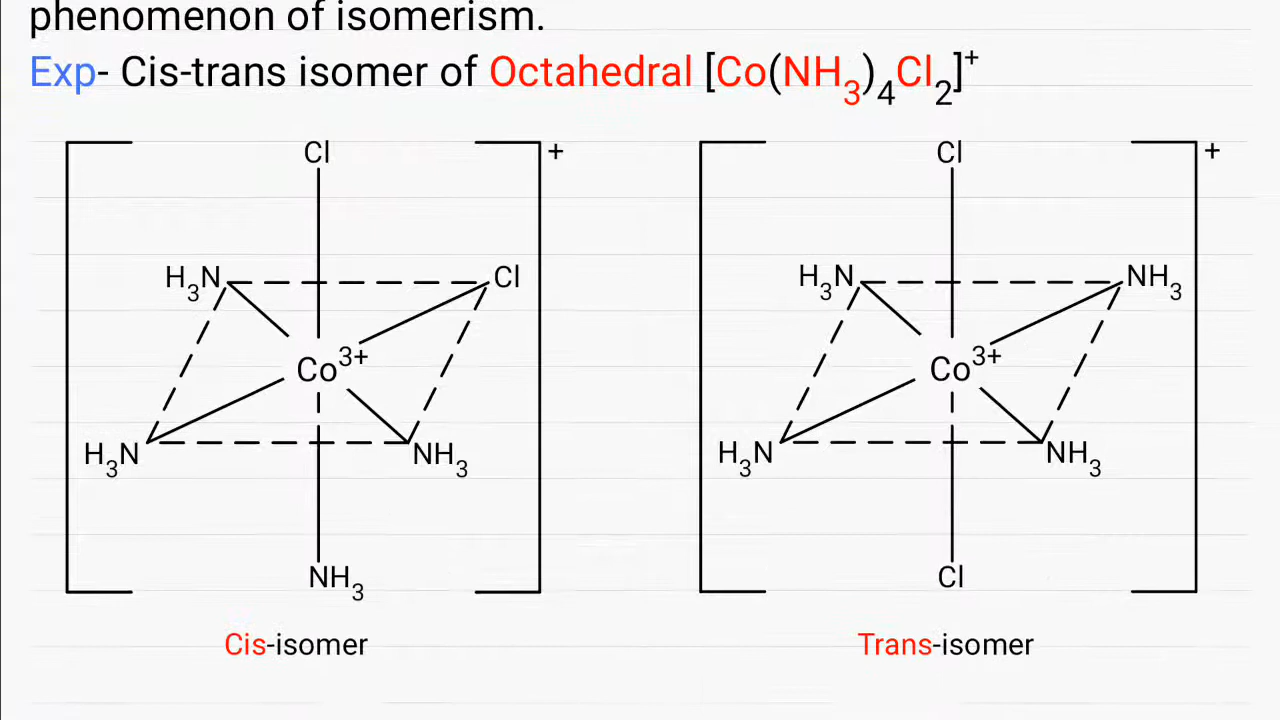 phenomenon of isomerism.
Exp- Cis-trans isomer of Octahedral [Co(NH₃)₄Cl₂]⁺
Cl + Cl +
H₃N Cl H₃N NH₃
Co³⁺ Co³⁺
H₃N NH₃ H₃N NH₃
NH₃ Cl
Cis-isomer Trans-isomer